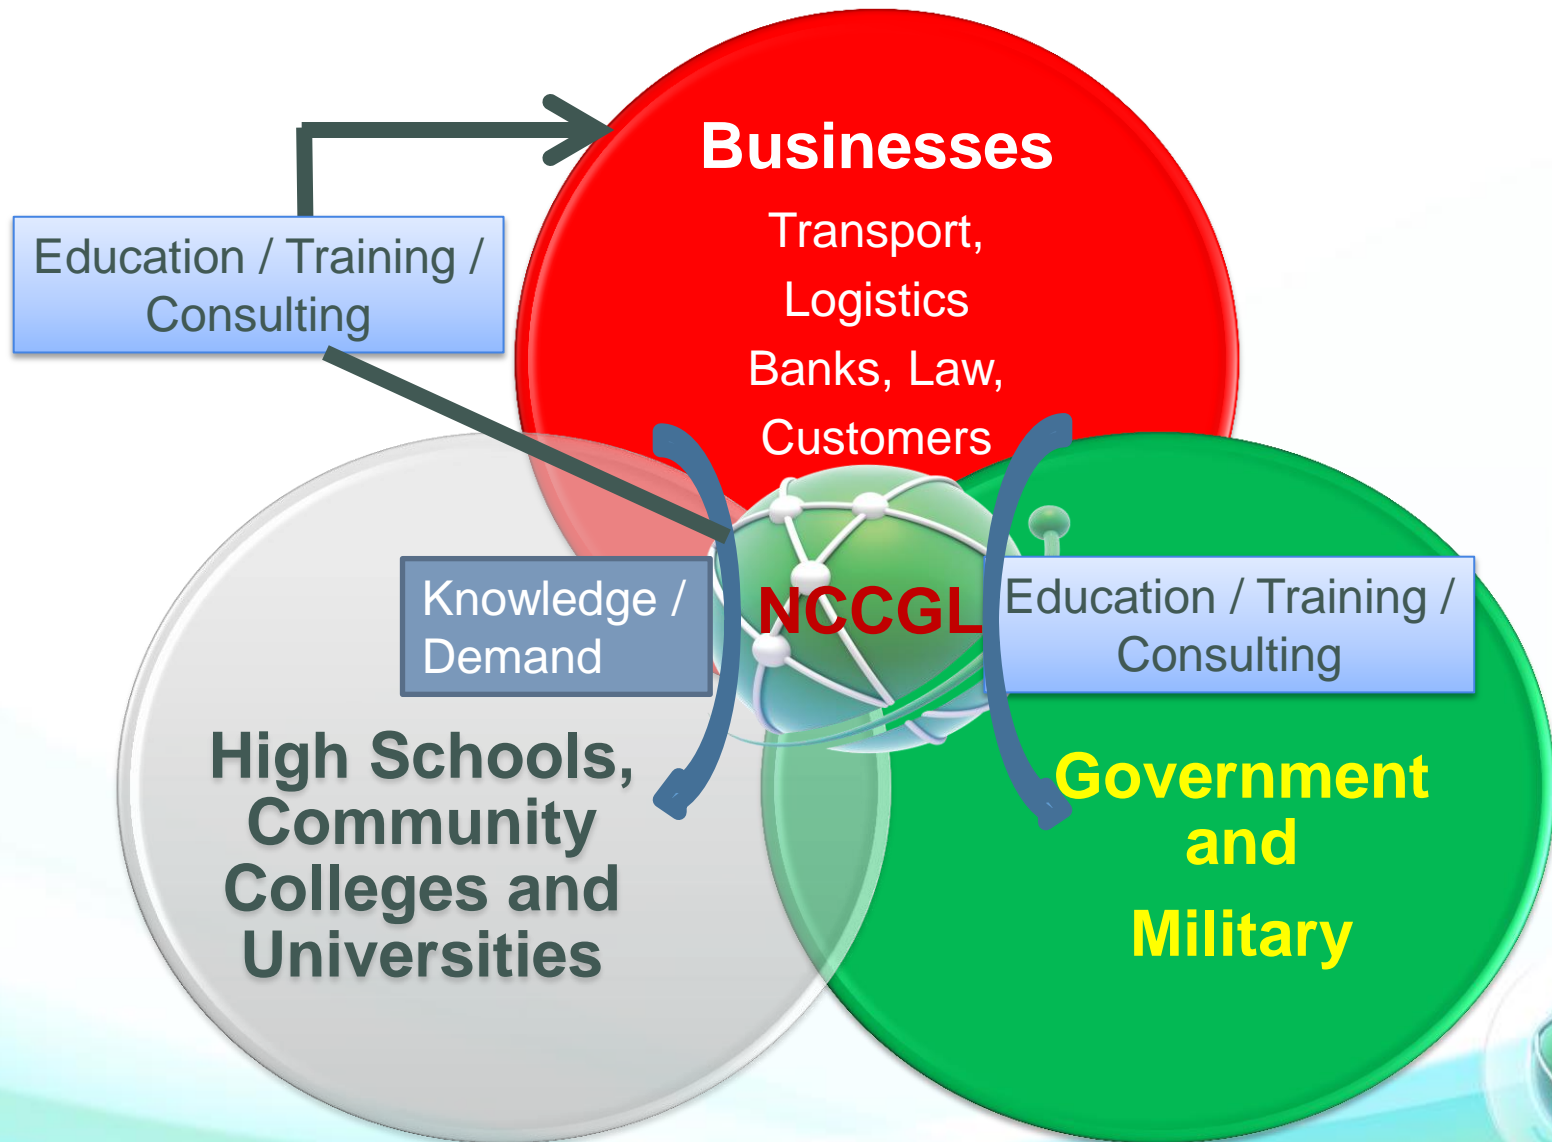 Businesses
Transport,
Logistics
Banks, Law,
Customers
Education / Training /
Consulting
Knowledge /
Demand
NCCGL
Education / Training /
Consulting
High Schools,
Community
Colleges and
Universities
Government
and
Military